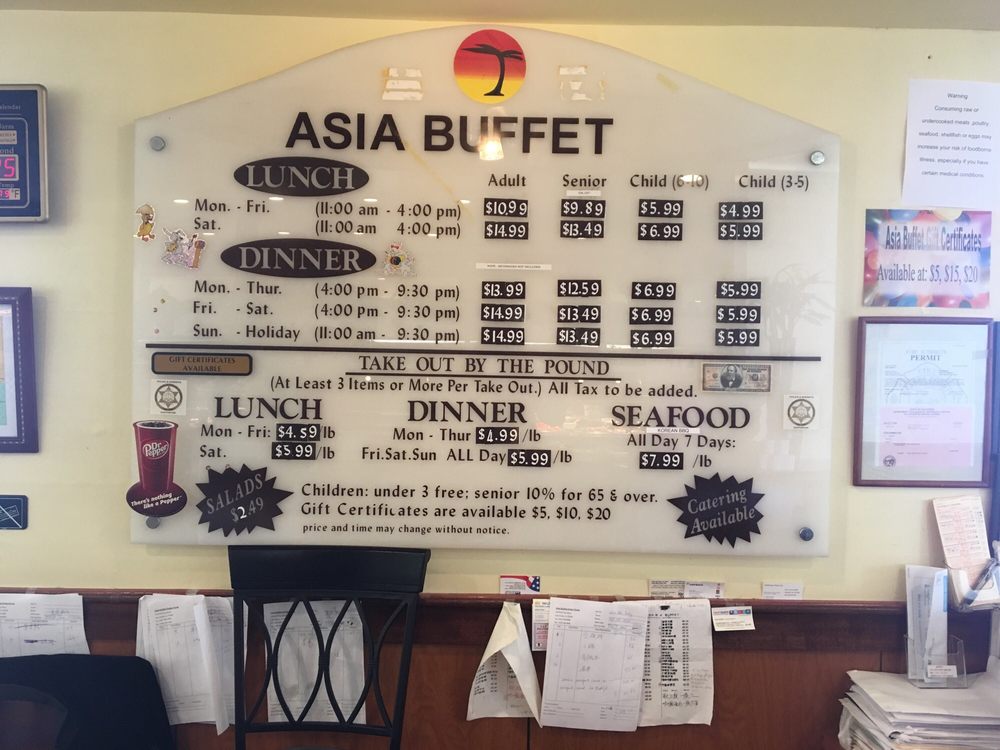 ASIA BUFFET
LUNCH
Adult Senior Child (6-10) Child (3-5)
Mon. - Fri. (11:00 am - 4:00 pm) $10.99 $9.89 $5.99 $4.99
Sat. (11:00 am 4:00 pm) $14.99 $13.49 $6.99 $5.99
DINNER
Mon. - Thur. (4:00 pm - 9:30 pm) $13.99 $12.59 $6.99 $5.99
Fri. - Sat. (4:00 pm - 9:30 pm) $14.99 $13.49 $6.99 $5.99
Sun. - Holiday (11:00 am - 9:30 pm) $14.99 $13.49 $6.99 $5.99
GIFT CERTIFICATES
AVAILABLE
TAKE OUT BY THE POUND
(At Least 3 Items or More Per Take Out.) All Tax to be added.
LUNCH DINNER SEAFOOD
KOREAN BBQ
Mon - Fri: $4.59/lb Mon - Thur $4.99/lb All Day 7 Days:
Sat. $5.99/lb Fri.Sat.Sun ALL Day $5.99/lb $7.99/lb
Dr Pepper
There's nothing
like a Pepper
SALADS
$2.49
Children: under 3 free; senior 10% for 65 & over.
Gift Certificates are available $5, $10, $20
price and time may change without notice.
Catering
Available
Warning
Consuming raw or
undercooked meats ,poultry
seafood, shellfish or eggs may
increase your risk of foodborne
illness, especially if you have
certain medical conditions.
Asia Buffet Gift Certificates
Available at: $5, $15, $20
PERMIT